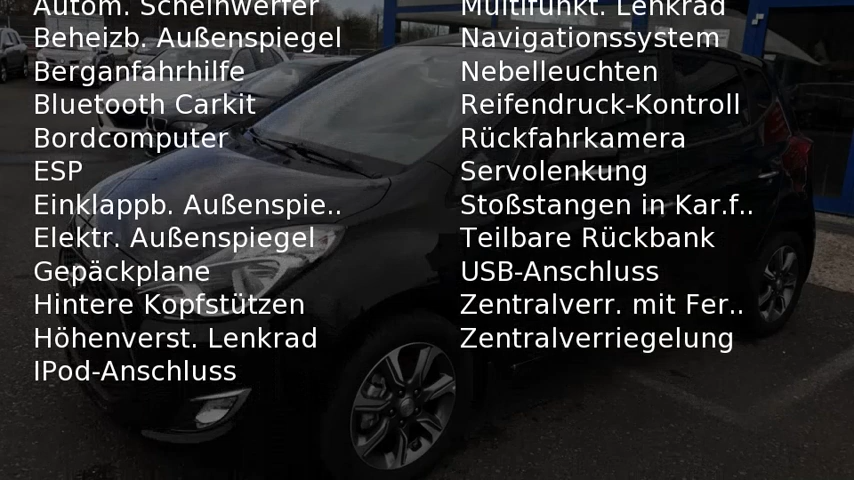 Autom. Scheinwerfer
Beheizb. Außenspiegel
Berganfahrhilfe
Bluetooth Carkit
Bordcomputer
ESP
Einklappb. Außenspie..
Elektr. Außenspiegel
Gepäckplane
Hintere Kopfstützen
Höhenverst. Lenkrad
IPod-Anschluss
Multifunkt. Lenkrad
Navigationssystem
Nebelleuchten
Reifendruck-Kontroll
Rückfahrkamera
Servolenkung
Stoßstangen in Kar.f..
Teilbare Rückbank
USB-Anschluss
Zentralverr. mit Fer..
Zentralverriegelung